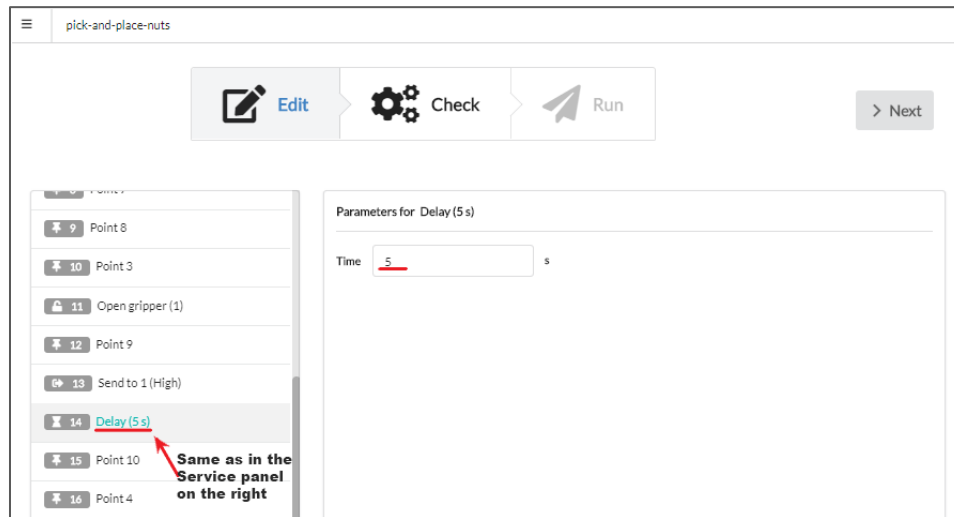 pick-and-place-nuts
Edit
Check
Run
Next
9 Point 8
10 Point 3
11 Open gripper (1)
12 Point 9
13 Send to 1 (High)
14 Delay (5 s)
15 Point 10
16 Point 4
Same as in the
Service panel
on the right
Parameters for Delay (5 s)
Time 5 s